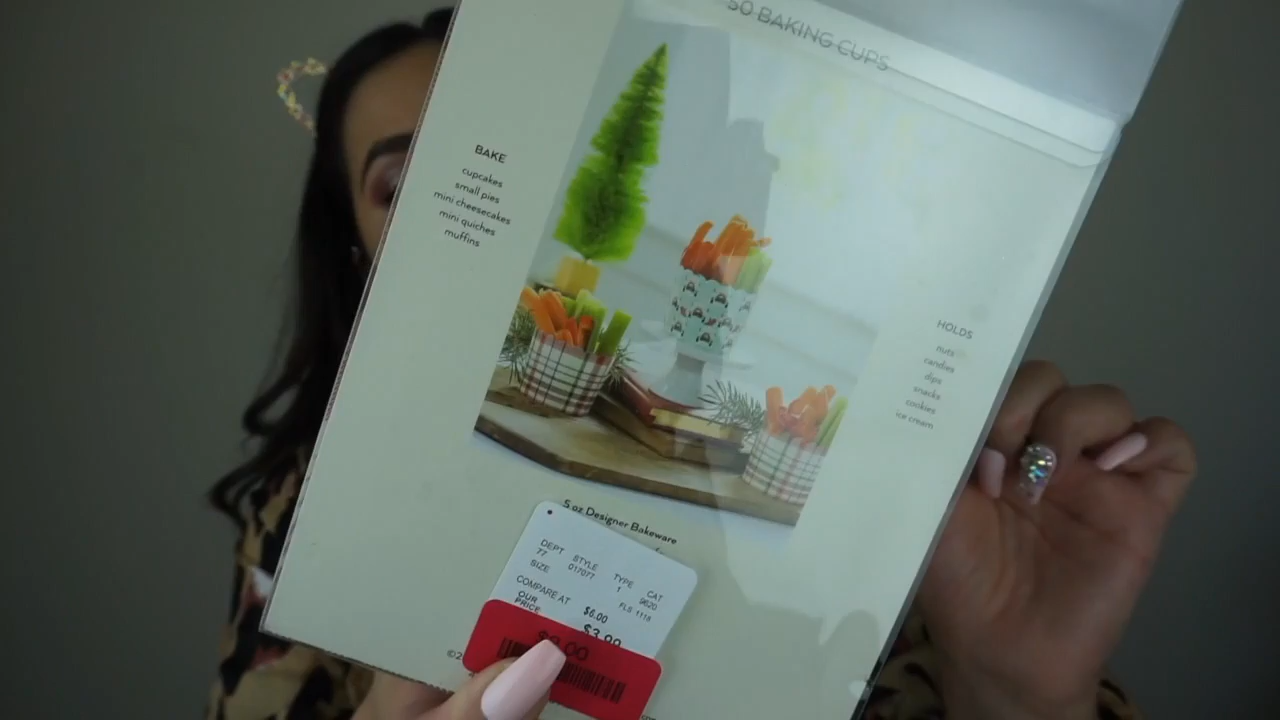 50 BAKING CUPS
BAKE
cupcakes
small pies
mini cheesecakes
mini quiches
muffins
HOLDS
nuts
candies
dips
snacks
cookies
ice cream
5 oz Designer Bakeware
DEPT STYLE TYPE CAT
77 017077 1 9620
SIZE FLS 1118
COMPARE AT $6.00
OUR PRICE $3.99